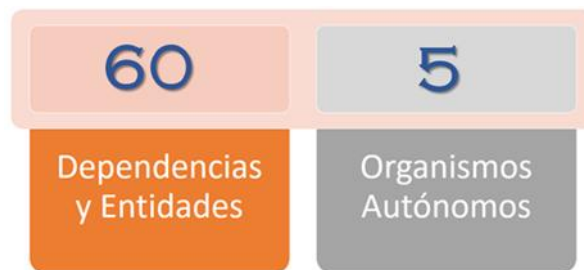 60
5
Dependencias
y Entidades
Organismos
Autónomos